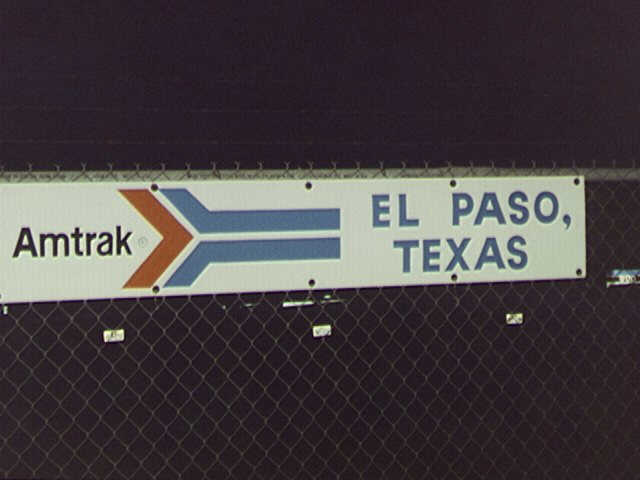 Amtrak®
EL PASO,
TEXAS